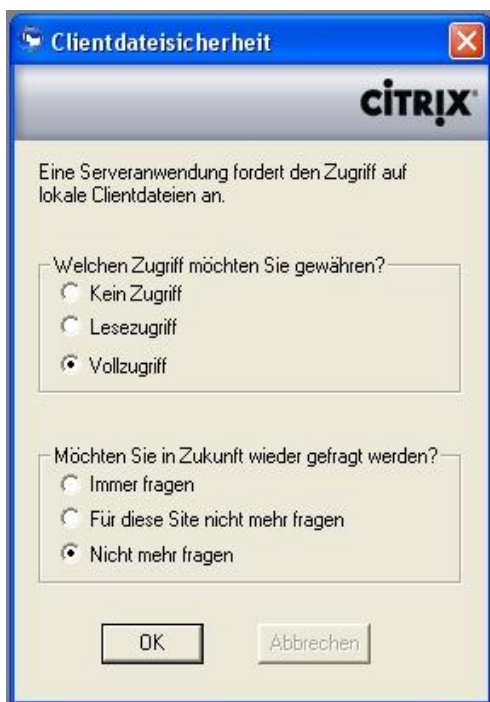 Clientdateisicherheit
CİTRIX®
Eine Serveranwendung fordert den Zugriff auf
lokale Clientdateien an.
Welchen Zugriff möchten Sie gewähren?
Kein Zugriff
Lesezugriff
Vollzugriff
Möchten Sie in Zukunft wieder gefragt werden?
Immer fragen
Für diese Site nicht mehr fragen
Nicht mehr fragen
OK
Abbrechen